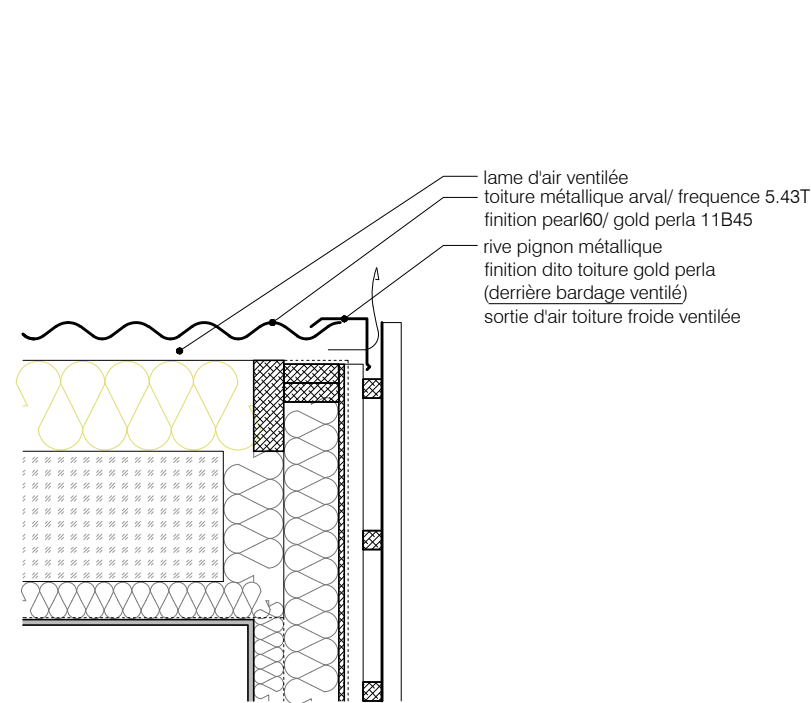 lame d'air ventilée
toiture métallique arval/ frequence 5.43T
finition pearl60/ gold perla 11B45
rive pignon métallique
finition dito toiture gold perla
(derrière bardage ventilé)
sortie d'air toiture froide ventilée